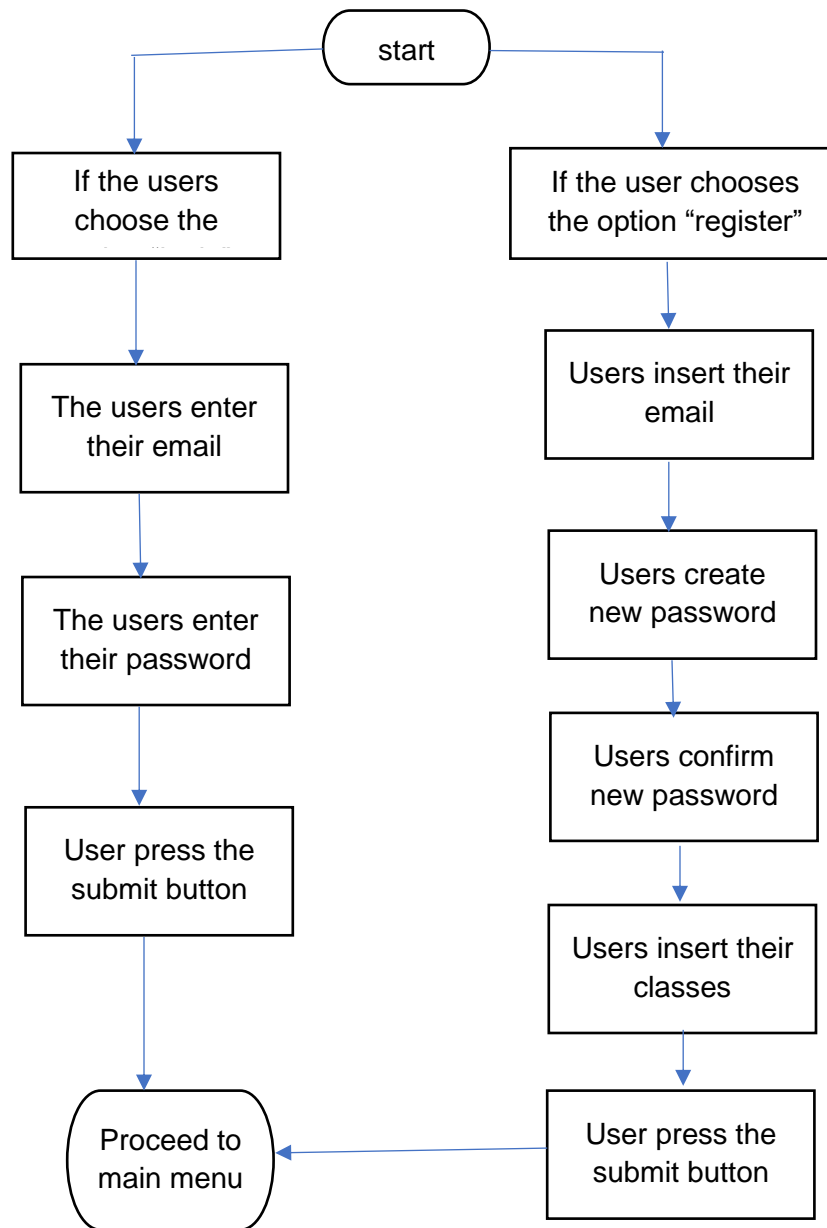 start
If the users
choose the
If the user chooses
the option “register”
The users enter
their email
Users insert their
email
The users enter
their password
Users create
new password
Users confirm
new password
User press the
submit button
Users insert their
classes
Proceed to
main menu
User press the
submit button